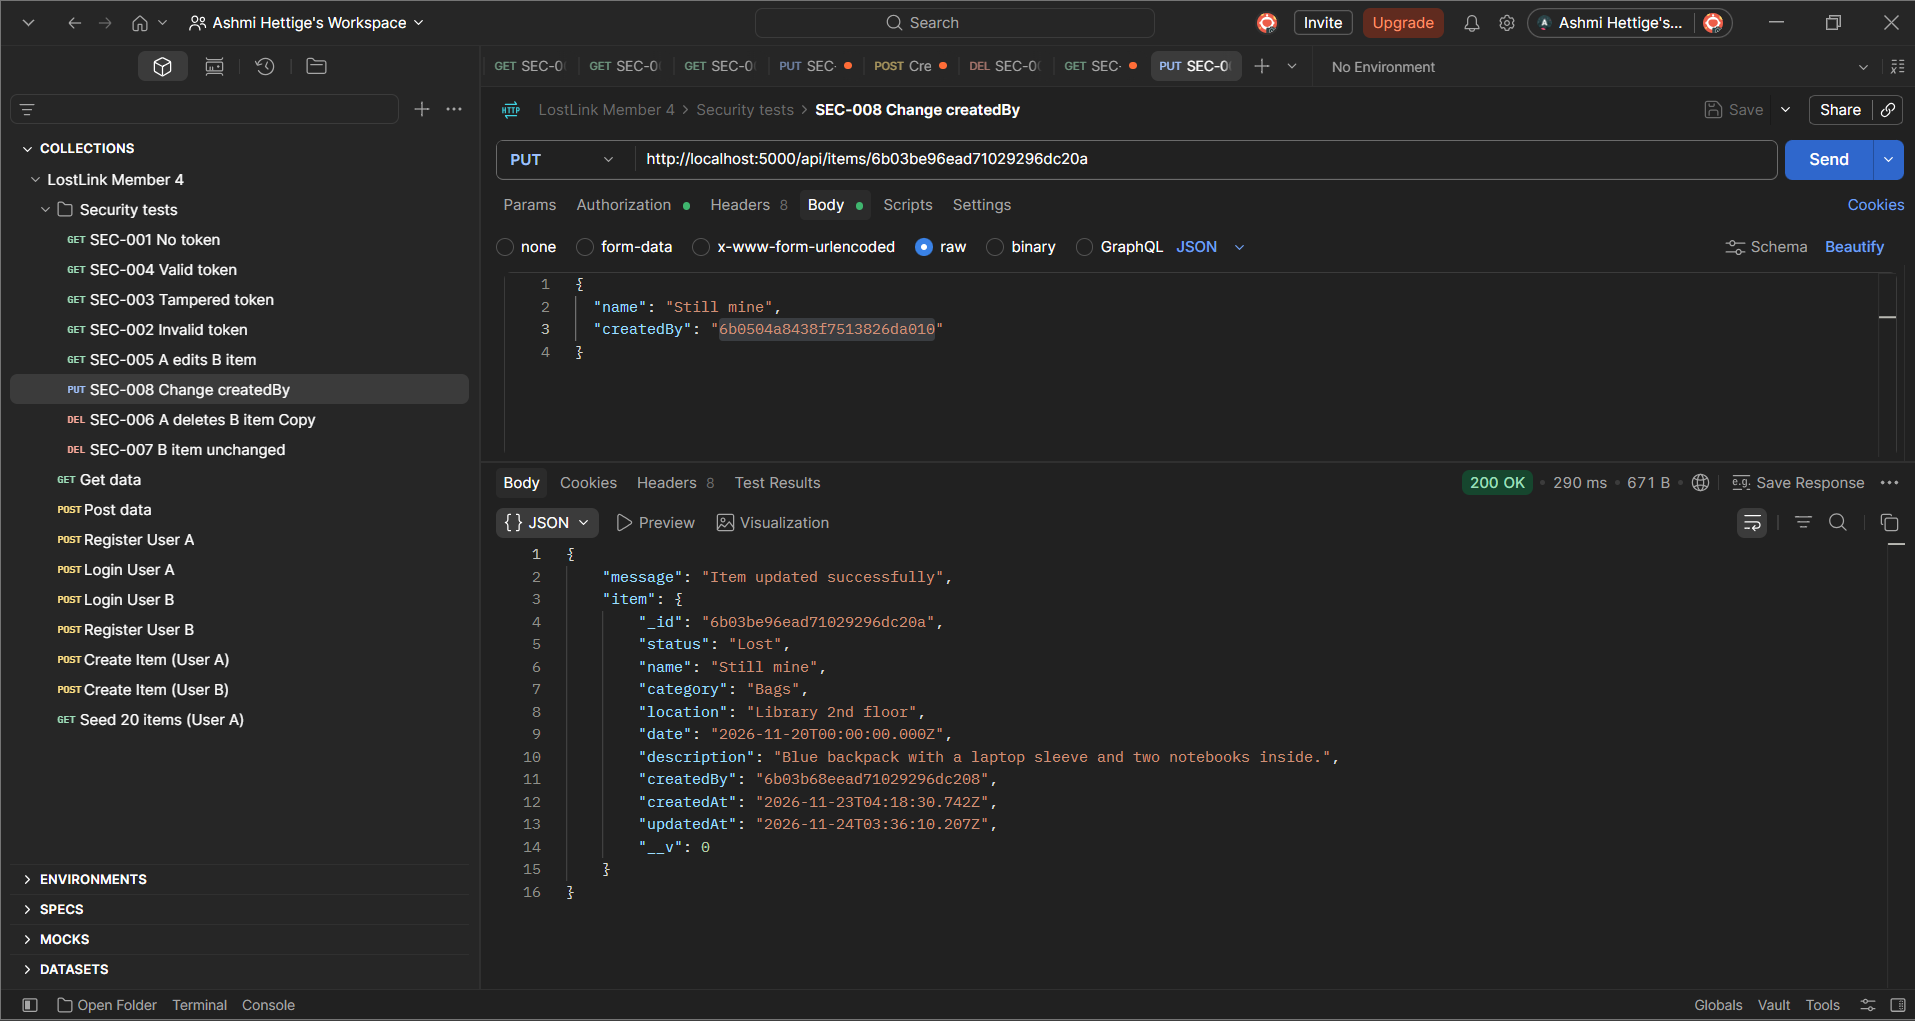 Ashmi Hettige's Workspace
Search
Invite
Upgrade
Ashmi Hettige's...
GET SEC-0
GET SEC-0
GET SEC-0
PUT SEC-
POST Cre
DEL SEC-0
GET SEC-
PUT SEC-0
No Environment
COLLECTIONS
LostLink Member 4
Security tests
GET SEC-001 No token
GET SEC-004 Valid token
GET SEC-003 Tampered token
GET SEC-002 Invalid token
GET SEC-005 A edits B item
PUT SEC-008 Change createdBy
DEL SEC-006 A deletes B item Copy
DEL SEC-007 B item unchanged
GET Get data
POST Post data
POST Register User A
POST Login User A
POST Login User B
POST Register User B
POST Create Item (User A)
POST Create Item (User B)
GET Seed 20 items (User A)
ENVIRONMENTS
SPECS
MOCKS
DATASETS
HTTP LostLink Member 4 > Security tests > SEC-008 Change createdBy
Save
Share
PUT http://localhost:5000/api/items/6b03be96ead71029296dc20a
Send
Params Authorization Headers 8 Body Scripts Settings
Cookies
none form-data x-www-form-urlencoded raw binary GraphQL JSON
Schema Beautify
1 {
2 "name": "Still mine",
3 "createdBy": "6b0504a8438f7513826da010"
4 }
Body Cookies Headers 8 Test Results
200 OK • 290 ms • 671 B • e.g. Save Response
{} JSON Preview Visualization
1 {
2 "message": "Item updated successfully",
3 "item": {
4 "_id": "6b03be96ead71029296dc20a",
5 "status": "Lost",
6 "name": "Still mine",
7 "category": "Bags",
8 "location": "Library 2nd floor",
9 "date": "2026-11-20T00:00:00.000Z",
10 "description": "Blue backpack with a laptop sleeve and two notebooks inside.",
11 "createdBy": "6b03b68eead71029296dc208",
12 "createdAt": "2026-11-23T04:18:30.742Z",
13 "updatedAt": "2026-11-24T03:36:10.207Z",
14 "__v": 0
15 }
16 }
Open Folder Terminal Console
Globals Vault Tools